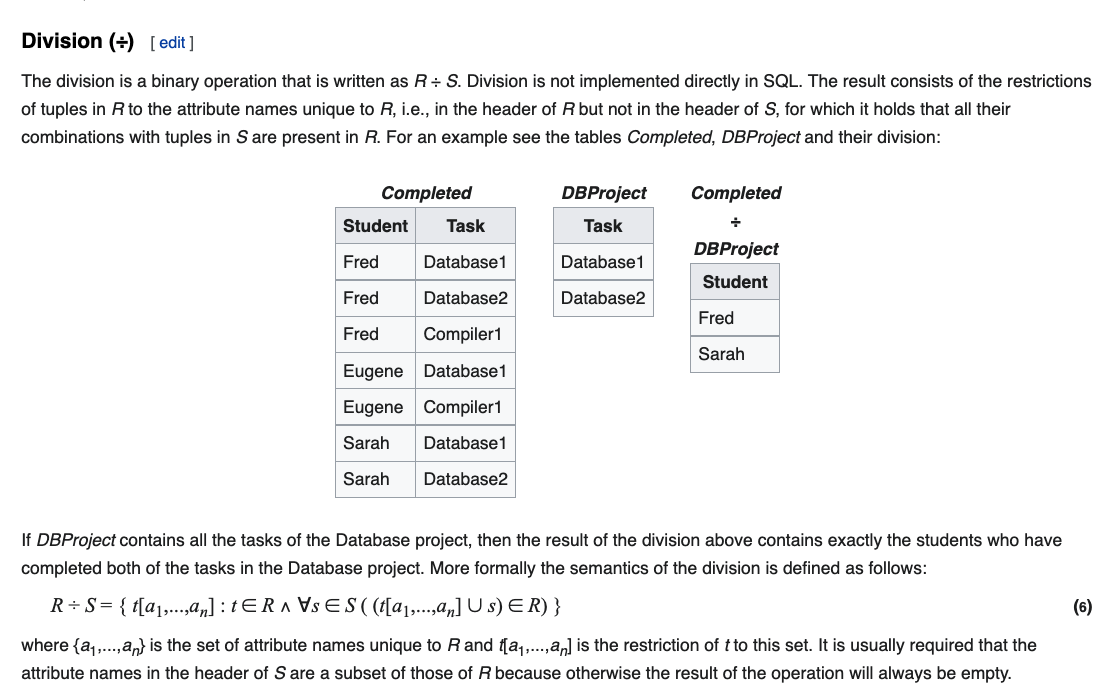 Division (÷) [ edit ]
The division is a binary operation that is written as R ÷ S. Division is not implemented directly in SQL. The result consists of the restrictions
of tuples in R to the attribute names unique to R, i.e., in the header of R but not in the header of S, for which it holds that all their
combinations with tuples in S are present in R. For an example see the tables Completed, DBProject and their division:
Completed
Student Task
Fred Database1
Fred Database2
Fred Compiler1
Eugene Database1
Eugene Compiler1
Sarah Database1
Sarah Database2
DBProject
Task
Database1
Database2
Completed
÷
DBProject
Student
Fred
Sarah
If DBProject contains all the tasks of the Database project, then the result of the division above contains exactly the students who have
completed both of the tasks in the Database project. More formally the semantics of the division is defined as follows:
R ÷ S = { t[a₁,...,aₙ] : t ∈ R ∧ ∀s ∈ S ( (t[a₁,...,aₙ] ∪ s) ∈ R) } (6)
where {a₁,...,aₙ} is the set of attribute names unique to R and t[a₁,...,aₙ] is the restriction of t to this set. It is usually required that the
attribute names in the header of S are a subset of those of R because otherwise the result of the operation will always be empty.